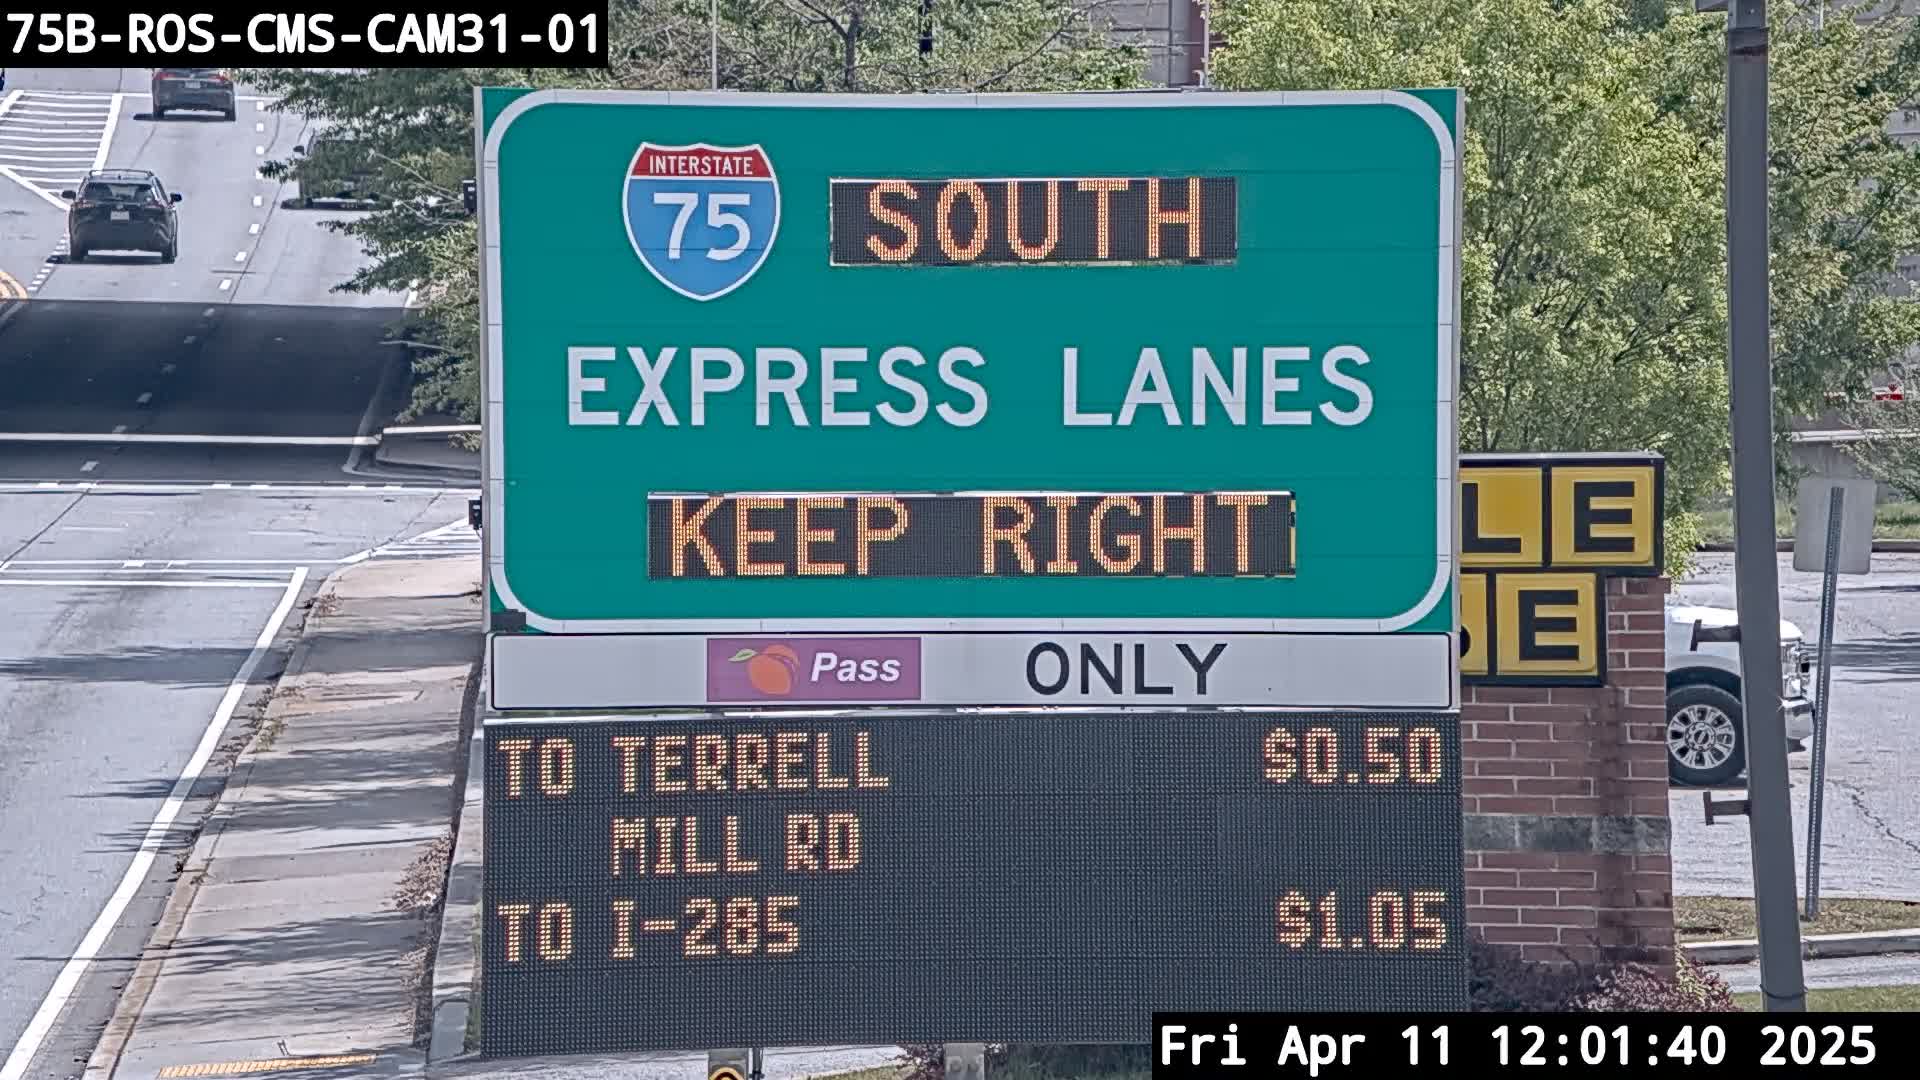 75B-ROS-CMS-CAM31-01
INTERSTATE
75
SOUTH
EXPRESS LANES
KEEP RIGHT
LE
E
Pass ONLY
TO TERRELL $0.50
MILL RD
TO I-285 $1.05
Fri Apr 11 12:01:40 2025